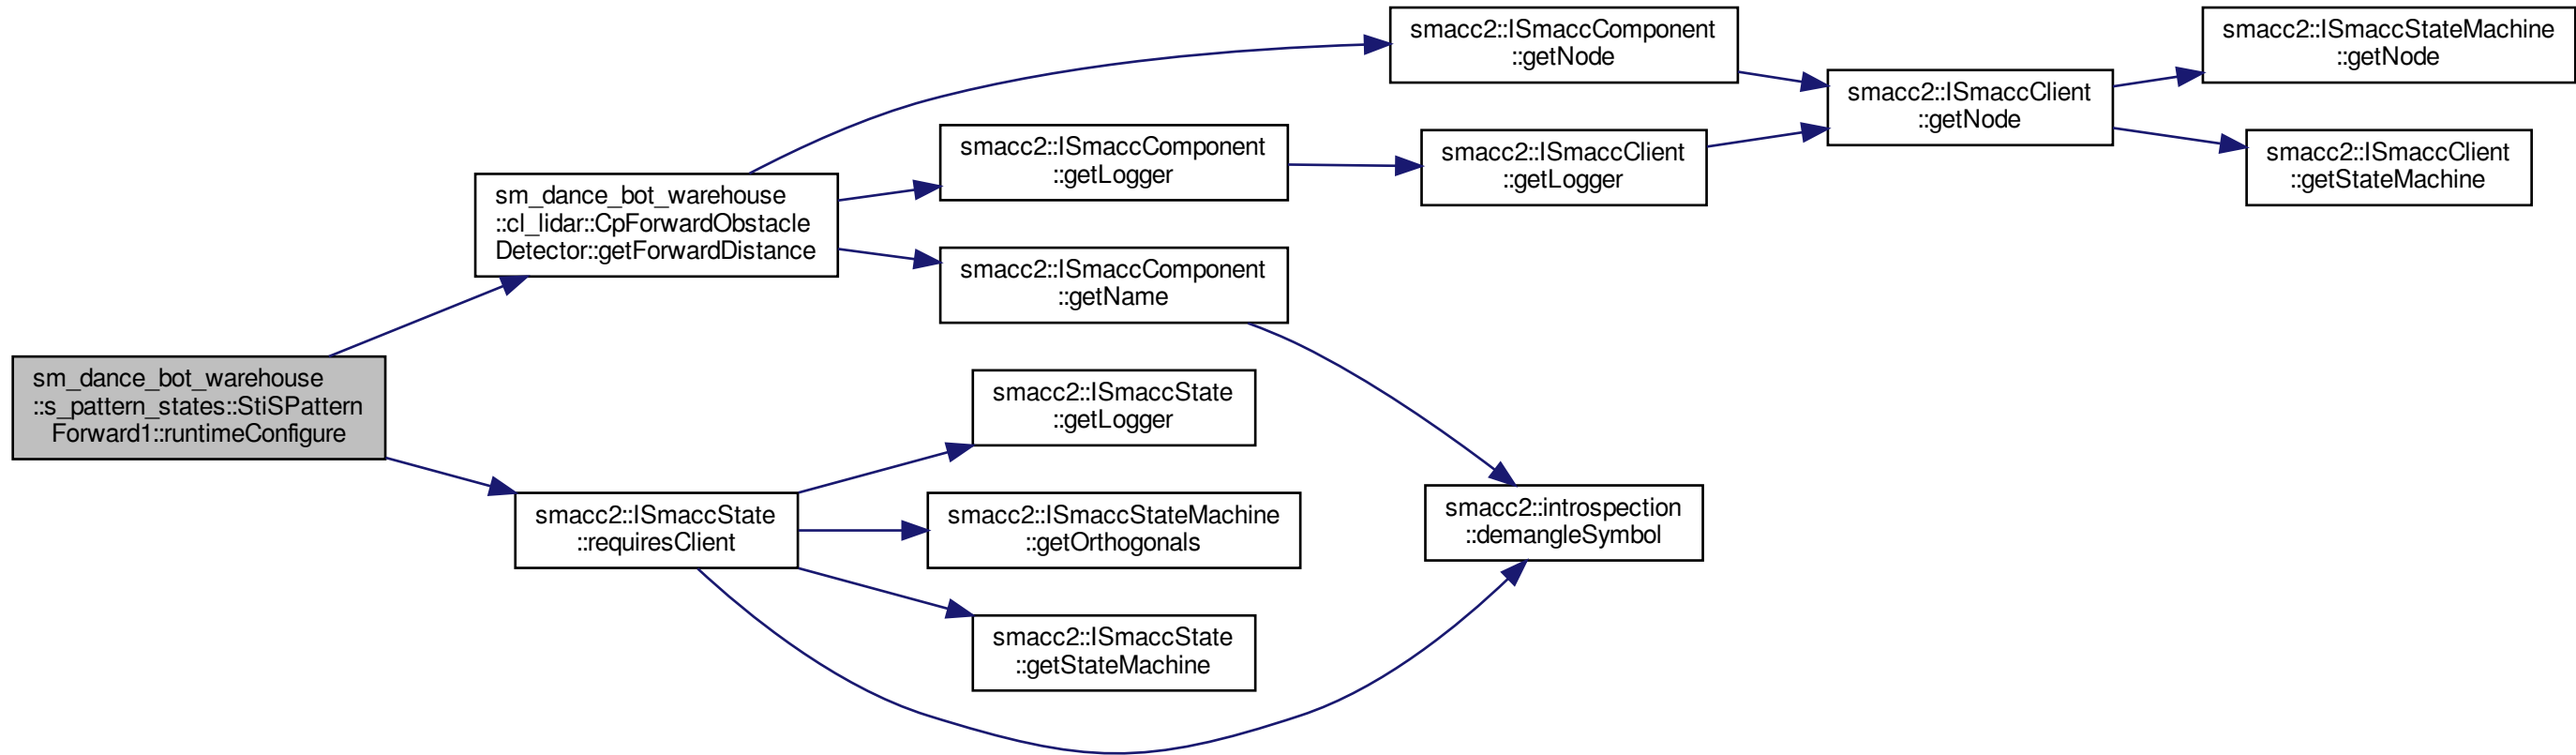 sm_dance_bot_warehouse
::s_pattern_states::StiSPattern
Forward1::runtimeConfigure
sm_dance_bot_warehouse
::cl_lidar::CpForwardObstacle
Detector::getForwardDistance
smacc2::ISmaccComponent
::getNode
smacc2::ISmaccComponent
::getLogger
smacc2::ISmaccComponent
::getName
smacc2::ISmaccClient
::getLogger
smacc2::ISmaccClient
::getNode
smacc2::ISmaccStateMachine
::getNode
smacc2::ISmaccClient
::getStateMachine
smacc2::ISmaccState
::requiresClient
smacc2::ISmaccState
::getLogger
smacc2::ISmaccStateMachine
::getOrthogonals
smacc2::ISmaccState
::getStateMachine
smacc2::introspection
::demangleSymbol